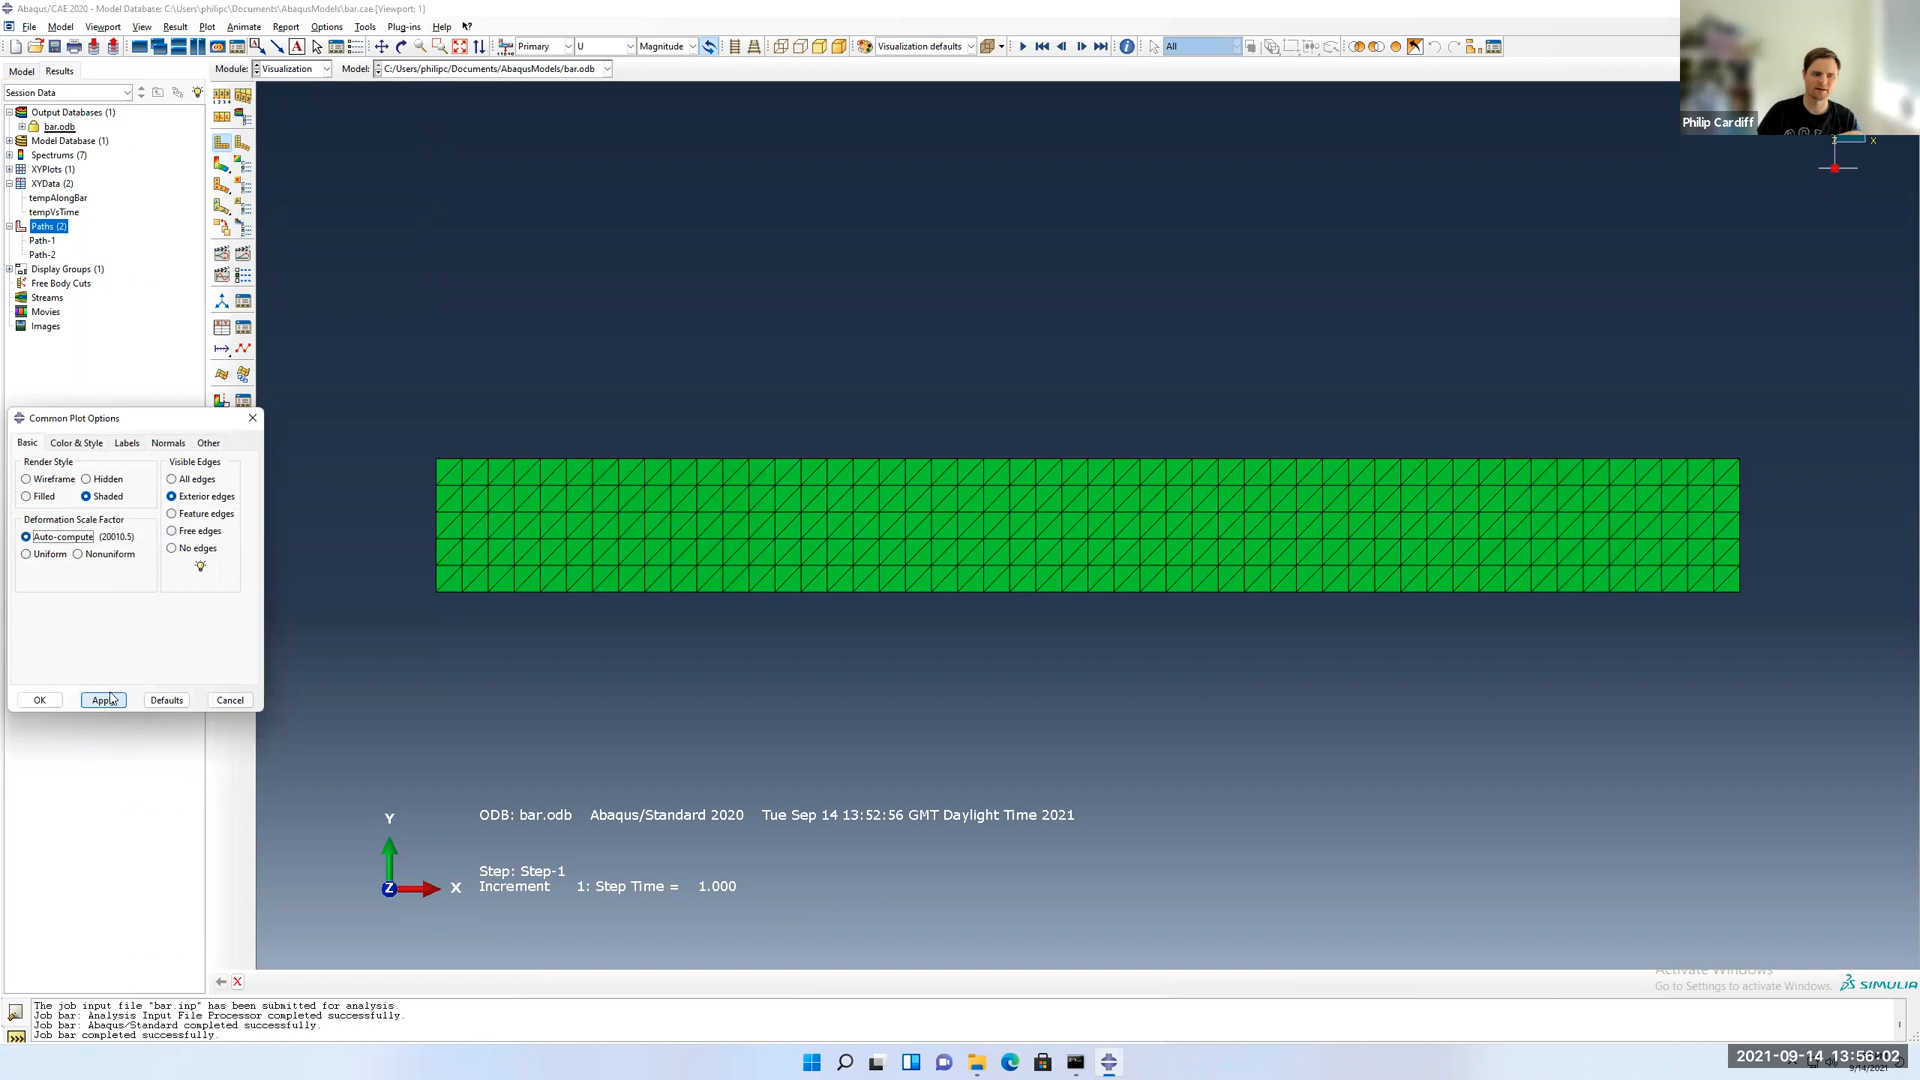 Abaqus/CAE 2020 - Model Database: C:\Users\philipc\Documents\AbaqusModels\bar.cae [Viewport: 1]
File Model Viewport View Result Plot Animate Report Options Tools Plug-ins Help
Primary U Magnitude Visualization defaults All
Model Results Module: Visualization Model: C:/Users/philipc/Documents/AbaqusModels/bar.odb
Session Data
Output Databases (1)
bar.odb
Model Database (1)
Spectrums (7)
XYPlots (1)
XYData (2)
tempAlongBar
tempVsTime
Paths (2)
Path-1
Path-2
Display Groups (1)
Free Body Cuts
Streams
Movies
Images
Philip Cardiff
X
Common Plot Options
Basic Color & Style Labels Normals Other
Render Style Visible Edges
Wireframe Hidden All edges
Filled Shaded Exterior edges
Deformation Scale Factor Feature edges
Auto-compute (20010.5) Free edges
Uniform Nonuniform No edges
OK Defaults Cancel
Y
Z
X
ODB: bar.odb Abaqus/Standard 2020 Tue Sep 14 13:52:56 GMT Daylight Time 2021
Step: Step-1
Increment 1: Step Time = 1.000
Activate Windows
Go to Settings to activate Windows.
SIMULIA
The job input file "bar.inp" has been submitted for analysis.
Job bar: Analysis Input File Processor completed successfully.
Job bar: Abaqus/Standard completed successfully.
Job bar completed successfully.
2021-09-14 13:56:02
9/14/2021